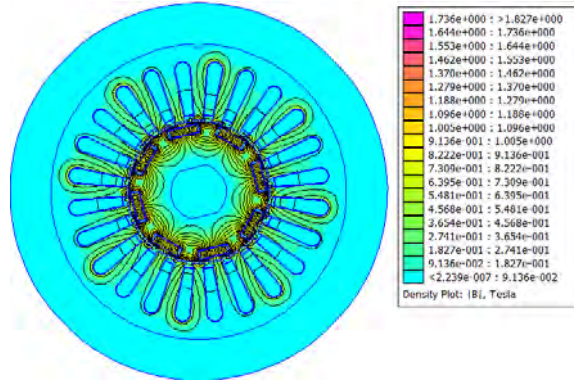 1.736e+000 : >1.827e+000
1.644e+000 : 1.736e+000
1.553e+000 : 1.644e+000
1.462e+000 : 1.553e+000
1.370e+000 : 1.462e+000
1.279e+000 : 1.370e+000
1.188e+000 : 1.279e+000
1.096e+000 : 1.188e+000
1.005e+000 : 1.096e+000
9.136e-001 : 1.005e+000
8.222e-001 : 9.136e-001
7.309e-001 : 8.222e-001
6.395e-001 : 7.309e-001
5.481e-001 : 6.395e-001
4.568e-001 : 5.481e-001
3.654e-001 : 4.568e-001
2.741e-001 : 3.654e-001
1.827e-001 : 2.741e-001
9.136e-002 : 1.827e-001
<2.239e-007 : 9.136e-002
Density Plot: |B|, Tesla